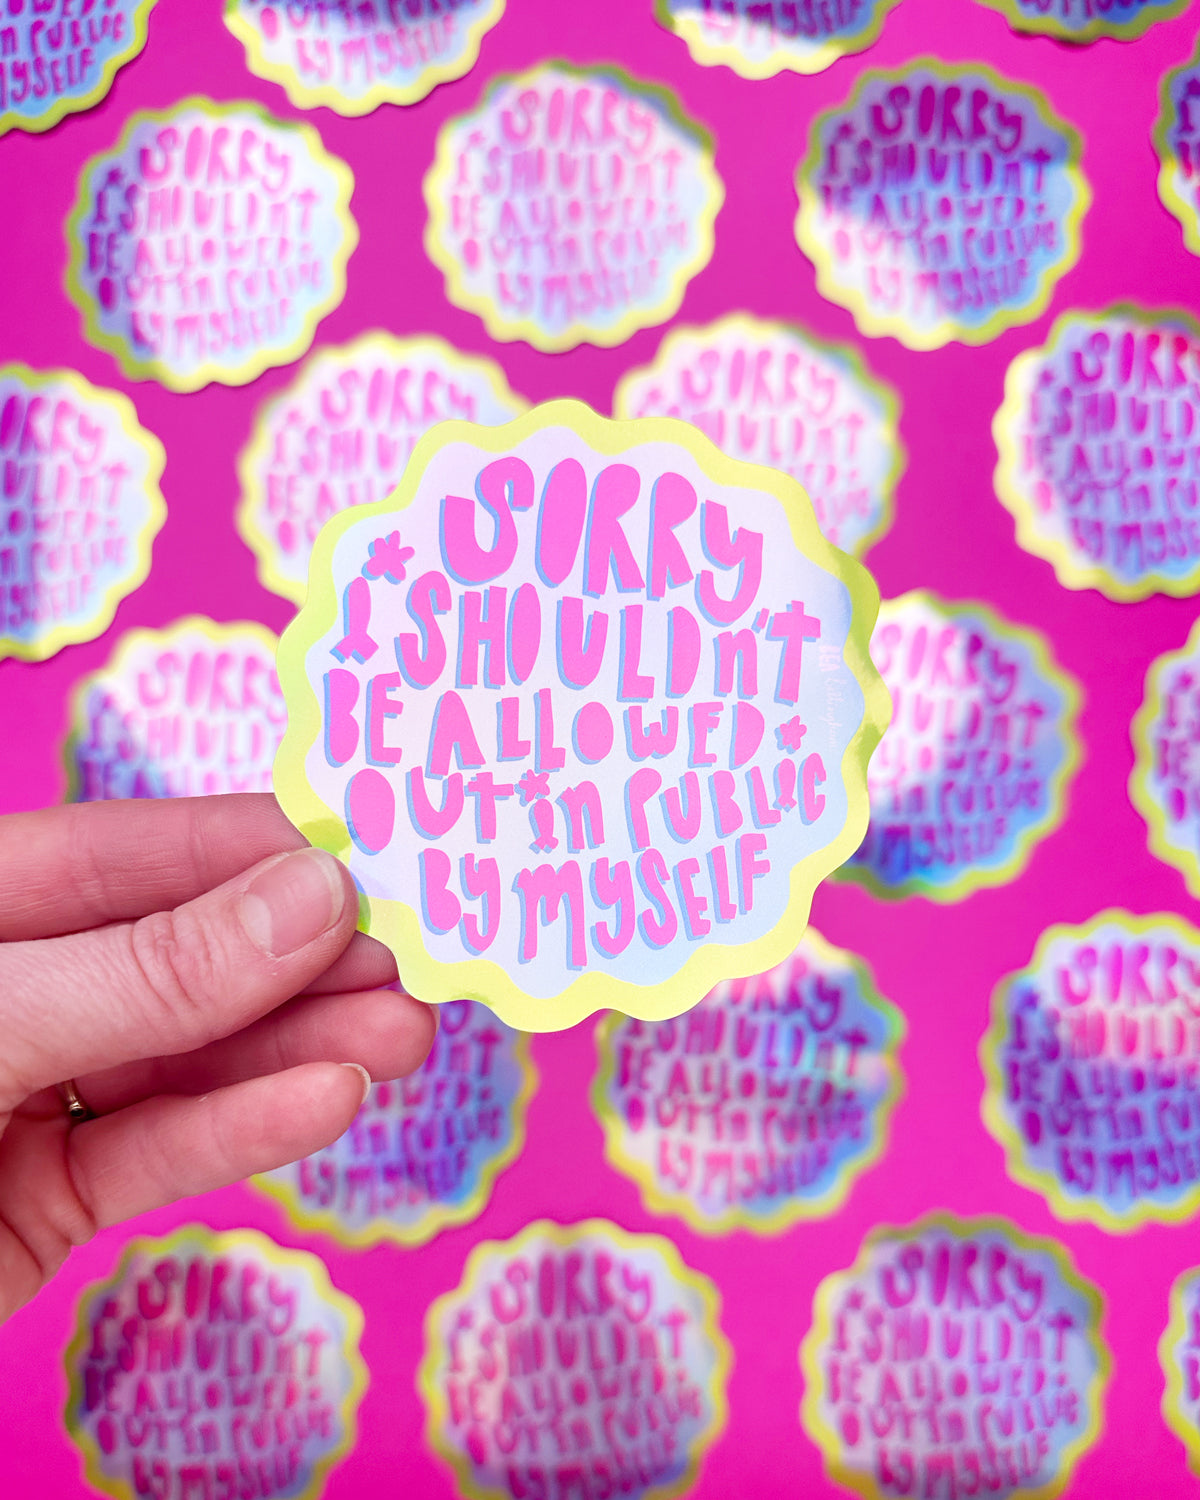 SORRY
I SHOULDn'T
BE ALLOWED
OUT in PUBLIC
By mySELF